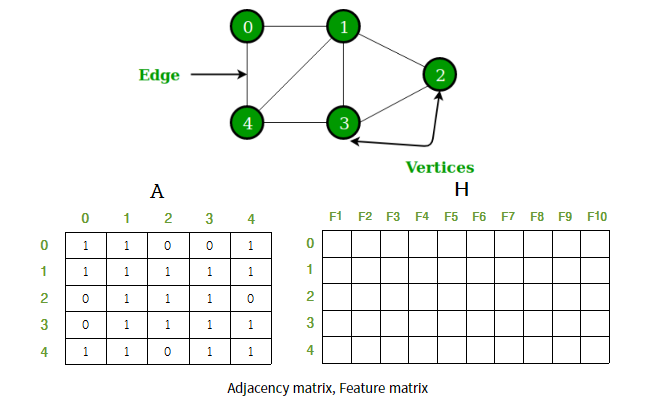 0 1
Edge
2
4 3
Vertices
A
H
0 1 2 3 4
F1 F2 F3 F4 F5 F6 F7 F8 F9 F10
0 1 1 0 0 1
1 1 1 1 1 1
2 0 1 1 1 0
3 0 1 1 1 1
4 1 1 0 1 1
0
1
2
3
4
Adjacency matrix, Feature matrix